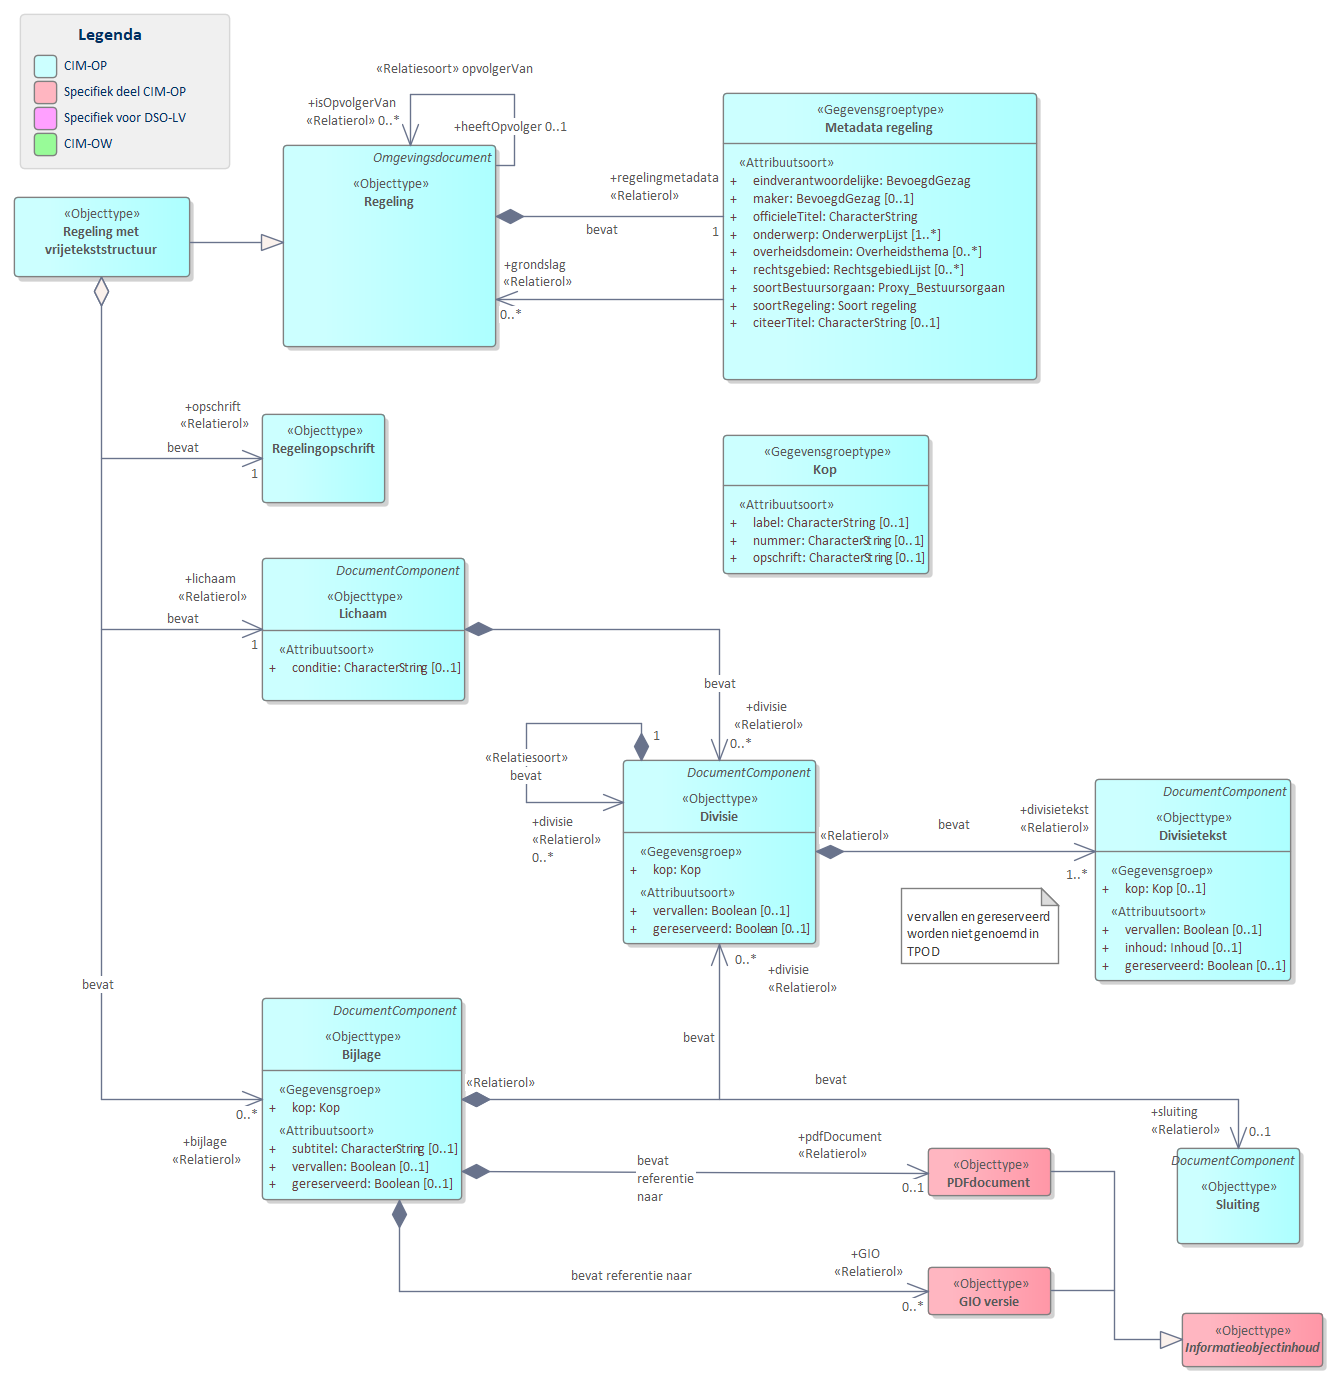 Legenda
CIM-OP
Specifiek deel CIM-OP
Specifiek voor DSO-LV
CIM-OW
«Relatiesoort» opvolgerVan
+isOpvolgerVan
«Relatierol» 0..*
+heeftOpvolger 0..1
Omgevingsdocument
«Objecttype»
Regeling
«Objecttype»
Regeling met
vrijetekststructuur
+regelingmetadata
«Relatierol»
bevat
1
+grondslag
«Relatierol»
0..*
«Gegevensgroeptype»
Metadata regeling
«Attribuutsoort»
+ eindverantwoordelijke: BevoegdGezag
+ maker: BevoegdGezag [0..1]
+ officieleTitel: CharacterString
+ onderwerp: OnderwerpLijst [1..*]
+ overheidsdomein: Overheidsthema [0..*]
+ rechtsgebied: RechtsgebiedLijst [0..*]
+ soortBestuursorgaan: Proxy_Bestuursorgaan
+ soortRegeling: Soort regeling
+ citeerTitel: CharacterString [0..1]
+opschrift
«Relatierol»
bevat
1
«Objecttype»
Regelingopschrift
«Gegevensgroeptype»
Kop
«Attribuutsoort»
+ label: CharacterString [0..1]
+ nummer: CharacterString [0..1]
+ opschrift: CharacterString [0..1]
+lichaam
«Relatierol»
bevat
1
DocumentComponent
«Objecttype»
Lichaam
«Attribuutsoort»
+ conditie: CharacterString [0..1]
bevat
+divisie
«Relatierol»
0..*
1
«Relatiesoort»
bevat
+divisie
«Relatierol»
0..*
DocumentComponent
«Objecttype»
Divisie
«Gegevensgroep»
+ kop: Kop
«Attribuutsoort»
+ vervallen: Boolean [0..1]
+ gereserveerd: Boolean [0..1]
«Relatierol»
bevat
+divisietekst
«Relatierol»
1..*
DocumentComponent
«Objecttype»
Divisietekst
«Gegevensgroep»
+ kop: Kop [0..1]
«Attribuutsoort»
+ vervallen: Boolean [0..1]
+ inhoud: Inhoud [0..1]
+ gereserveerd: Boolean [0..1]
vervallen en gereserveerd
worden niet genoemd in
TPOD
0..*
+divisie
«Relatierol»
bevat
bevat
0..*
+bijlage
«Relatierol»
DocumentComponent
«Objecttype»
Bijlage
«Gegevensgroep»
+ kop: Kop
«Attribuutsoort»
+ subtitel: CharacterString [0..1]
+ vervallen: Boolean [0..1]
+ gereserveerd: Boolean [0..1]
«Relatierol»
bevat
+sluiting
«Relatierol»
0..1
DocumentComponent
«Objecttype»
Sluiting
bevat
referentie
naar
+pdfDocument
«Relatierol»
0..1
«Objecttype»
PDFdocument
bevat referentie naar
+GIO
«Relatierol»
0..*
«Objecttype»
GIO versie
«Objecttype»
Informatieobjectinhoud